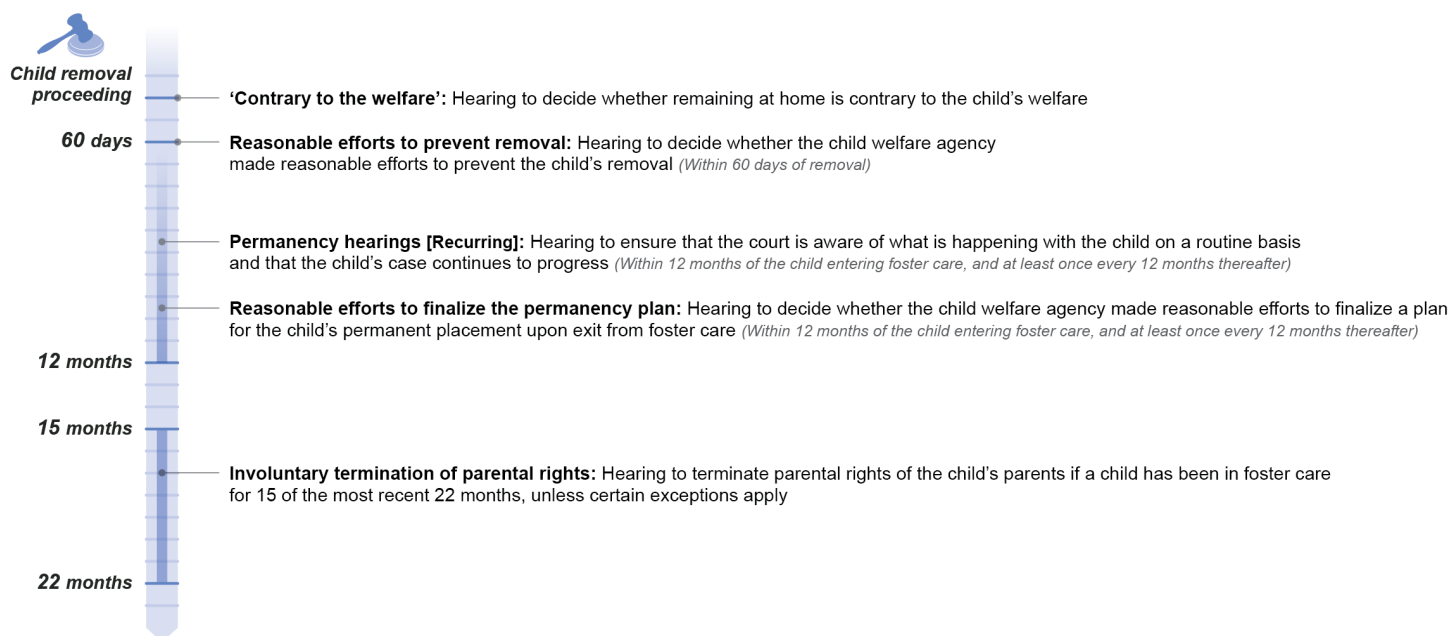 Child removal
proceeding
‘Contrary to the welfare’: Hearing to decide whether remaining at home is contrary to the child’s welfare
60 days
Reasonable efforts to prevent removal: Hearing to decide whether the child welfare agency
made reasonable efforts to prevent the child’s removal (Within 60 days of removal)
Permanency hearings [Recurring]: Hearing to ensure that the court is aware of what is happening with the child on a routine basis
and that the child’s case continues to progress (Within 12 months of the child entering foster care, and at least once every 12 months thereafter)
Reasonable efforts to finalize the permanency plan: Hearing to decide whether the child welfare agency made reasonable efforts to finalize a plan
for the child’s permanent placement upon exit from foster care (Within 12 months of the child entering foster care, and at least once every 12 months thereafter)
12 months
15 months
Involuntary termination of parental rights: Hearing to terminate parental rights of the child’s parents if a child has been in foster care
for 15 of the most recent 22 months, unless certain exceptions apply
22 months